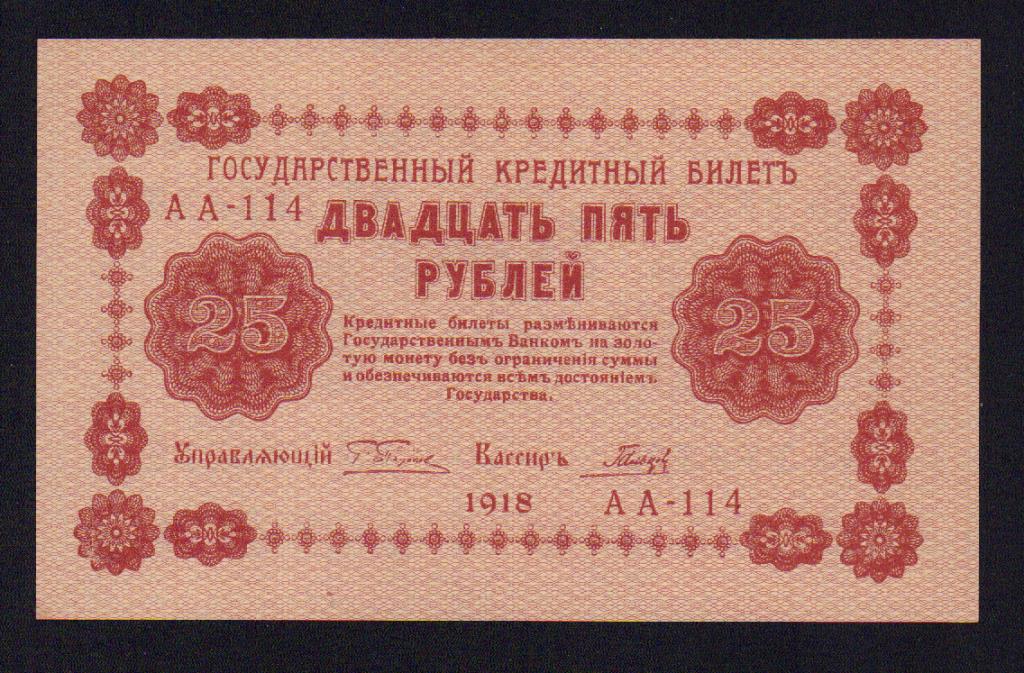 ГОСУДАРСТВЕННЫЙ КРЕДИТНЫЙ БИЛЕТЪ
АА-114
ДВАДЦАТЬ ПЯТЬ
РУБЛЕЙ
25
25
Кредитные билеты размѣниваются
Государственнымъ Банкомъ на золо-
тую монету безъ ограниченія суммы
и обезпечиваются всѣмъ достояніемъ
Государства.
Управляющій
Кассиръ
1918
АА-114